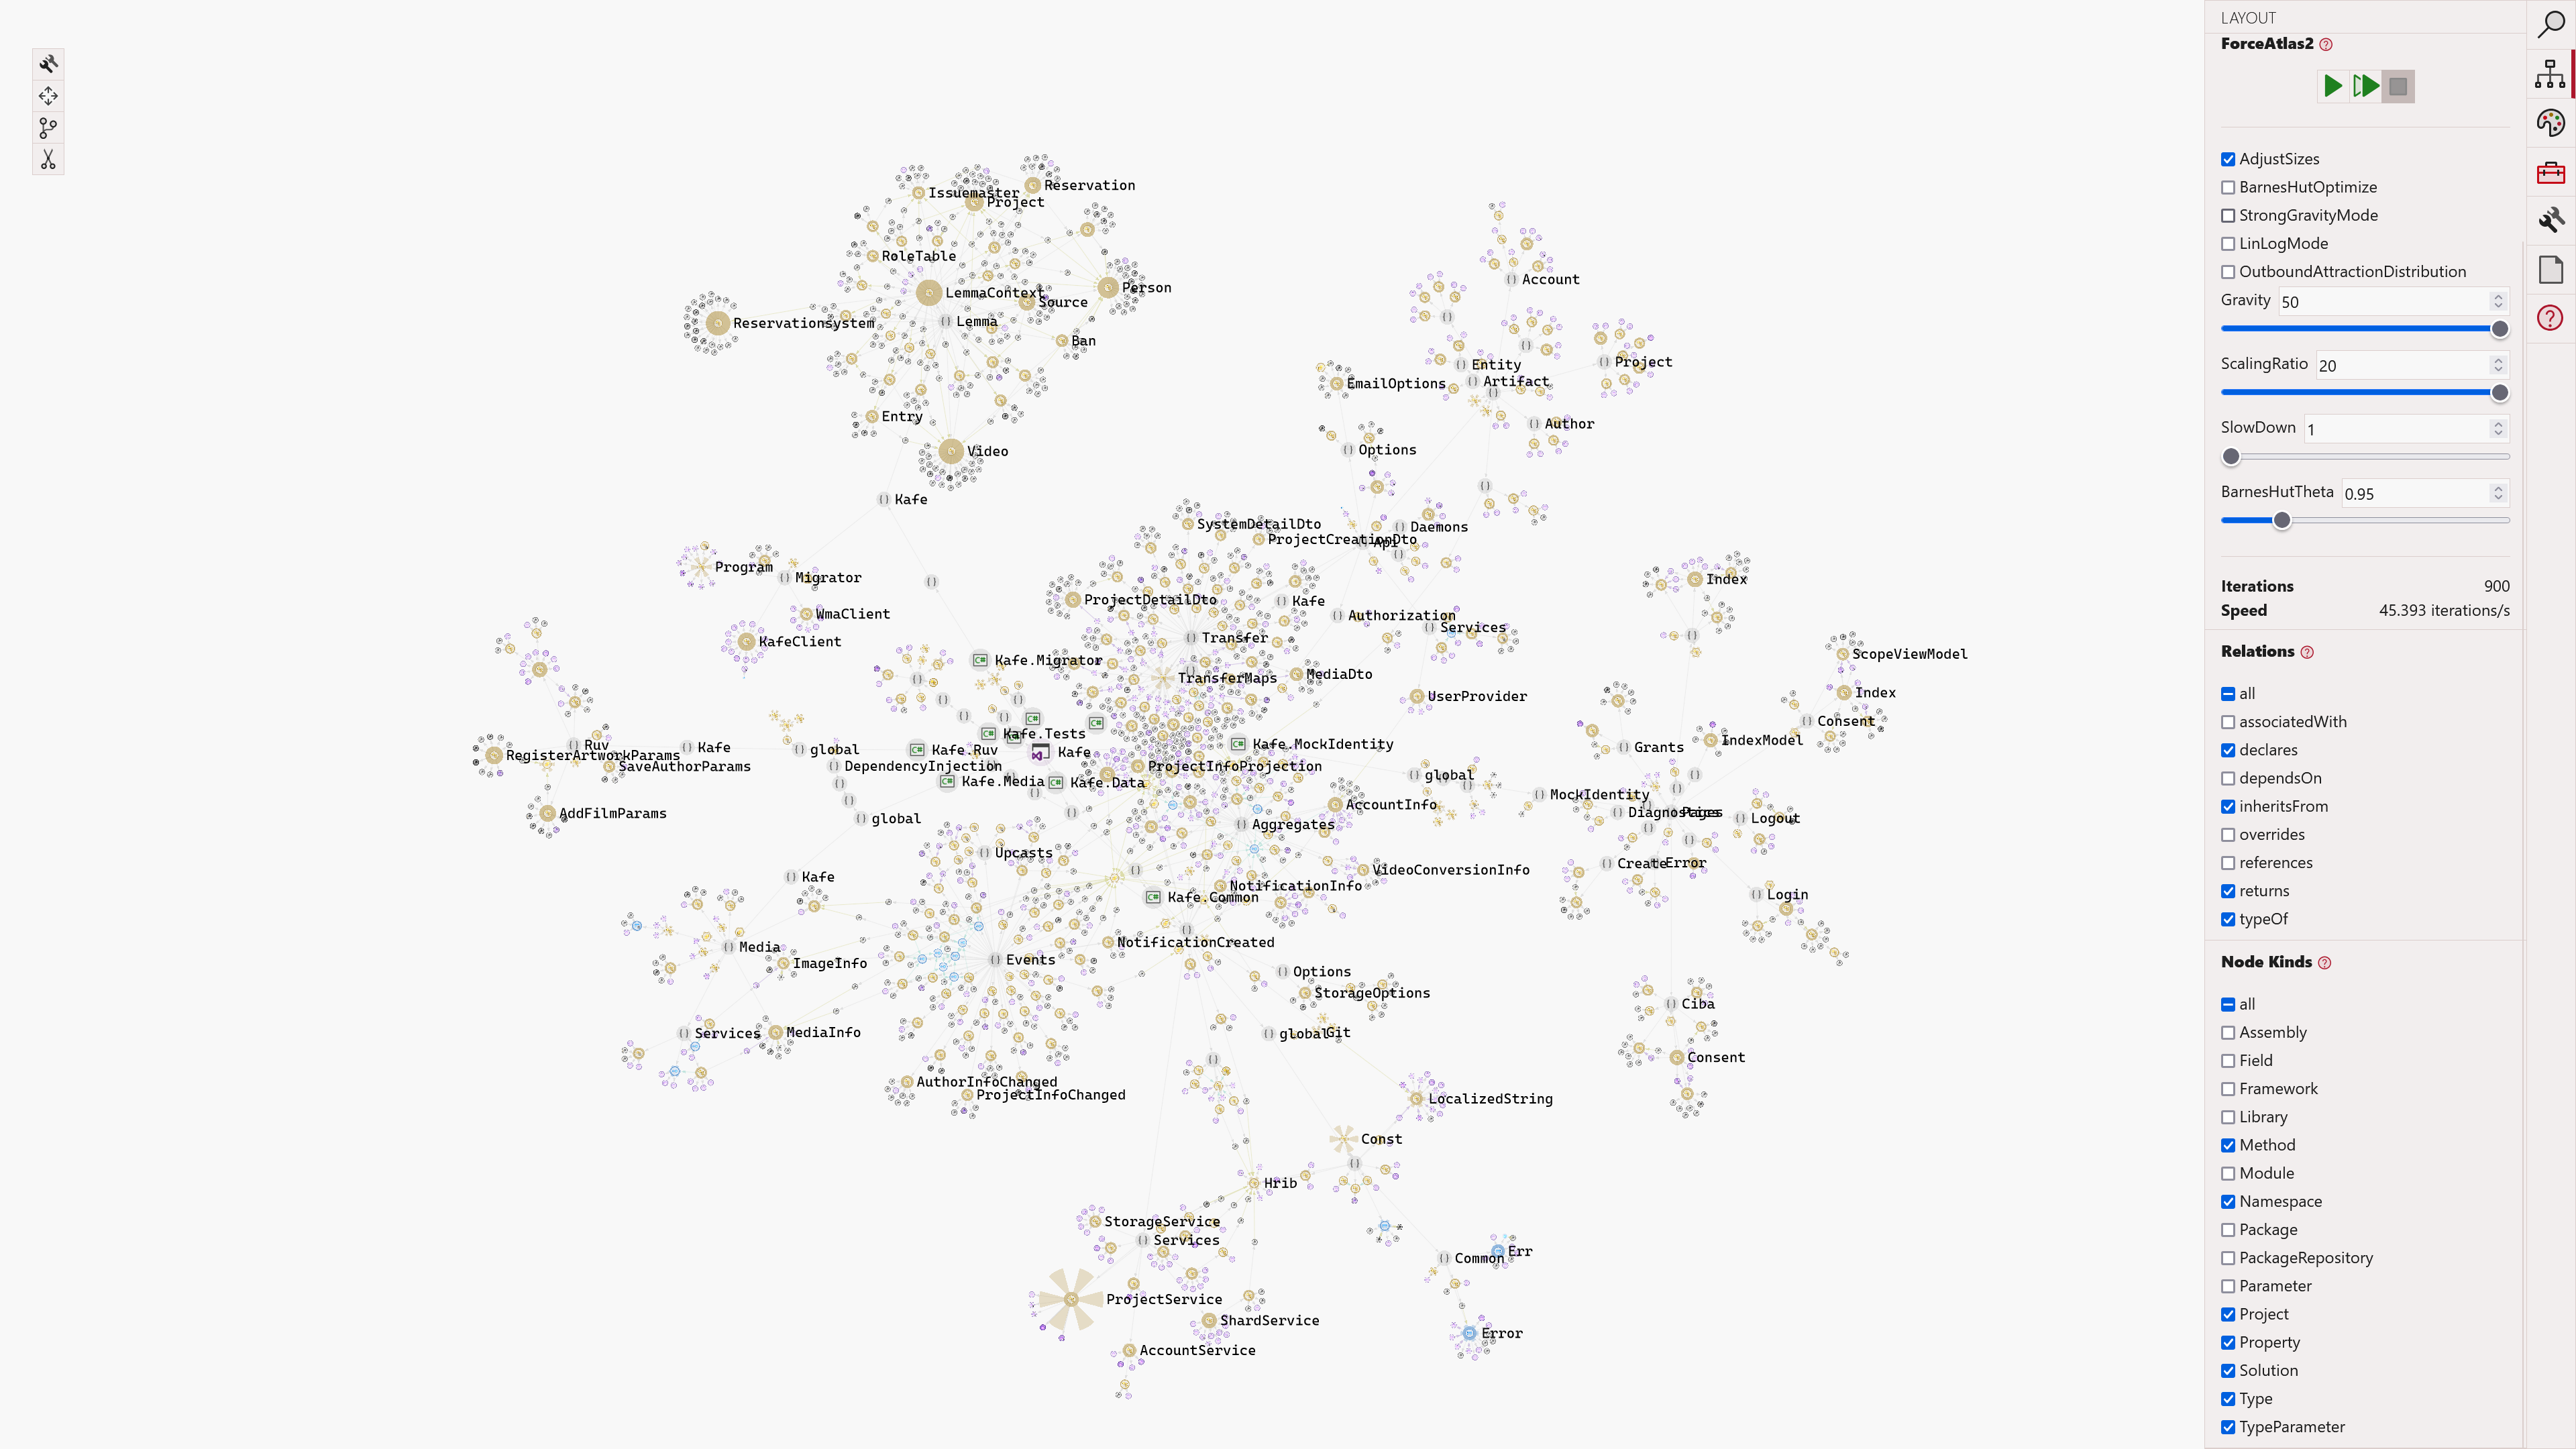 Issuemaster
Reservation
Project
RoleTable
LemmaContext
Source
Person
Reservationsystem
Lemma
Ban
Entry
Video
Kafe
Account
Entity
Artifact
Project
EmailOptions
Author
Options
SystemDetailDto
Daemons
ProjectCreationDto
Api
Program
Migrator
WmaClient
KafeClient
ProjectDetailDto
Kafe
Authorization
Services
Transfer
Index
Kafe.Migrator
TransferMaps
MediaDto
UserProvider
ScopeViewModel
Index
Consent
IndexModel
Grants
Ruv
Kafe
global
RegisterArtworkParams
SaveAuthorParams
AddFilmParams
DependencyInjection
Kafe.Ruv
Kafe.Tests
Kafe
Kafe.Media
Kafe.Data
Kafe.MockIdentity
ProjectInfoProjection
global
AccountInfo
MockIdentity
Diagnostics
Pages
Logout
global
Aggregates
Upcasts
Kafe
VideoConversionInfo
NotificationInfo
Kafe.Common
Create
Error
Login
Media
ImageInfo
NotificationCreated
Events
Options
StorageOptions
Services
MediaInfo
global
Git
Ciba
Consent
AuthorInfoChanged
ProjectInfoChanged
LocalizedString
Const
Hrib
StorageService
Services
Common
Err
ProjectService
ShardService
Error
AccountService
LAYOUT
ForceAtlas2
AdjustSizes
BarnesHutOptimize
StrongGravityMode
LinLogMode
OutboundAttractionDistribution
Gravity 50
ScalingRatio 20
SlowDown 1
BarnesHutTheta 0.95
Iterations 900
Speed 45.393 iterations/s
Relations
all
associatedWith
declares
dependsOn
inheritsFrom
overrides
references
returns
typeOf
Node Kinds
all
Assembly
Field
Framework
Library
Method
Module
Namespace
Package
PackageRepository
Parameter
Project
Property
Solution
Type
TypeParameter